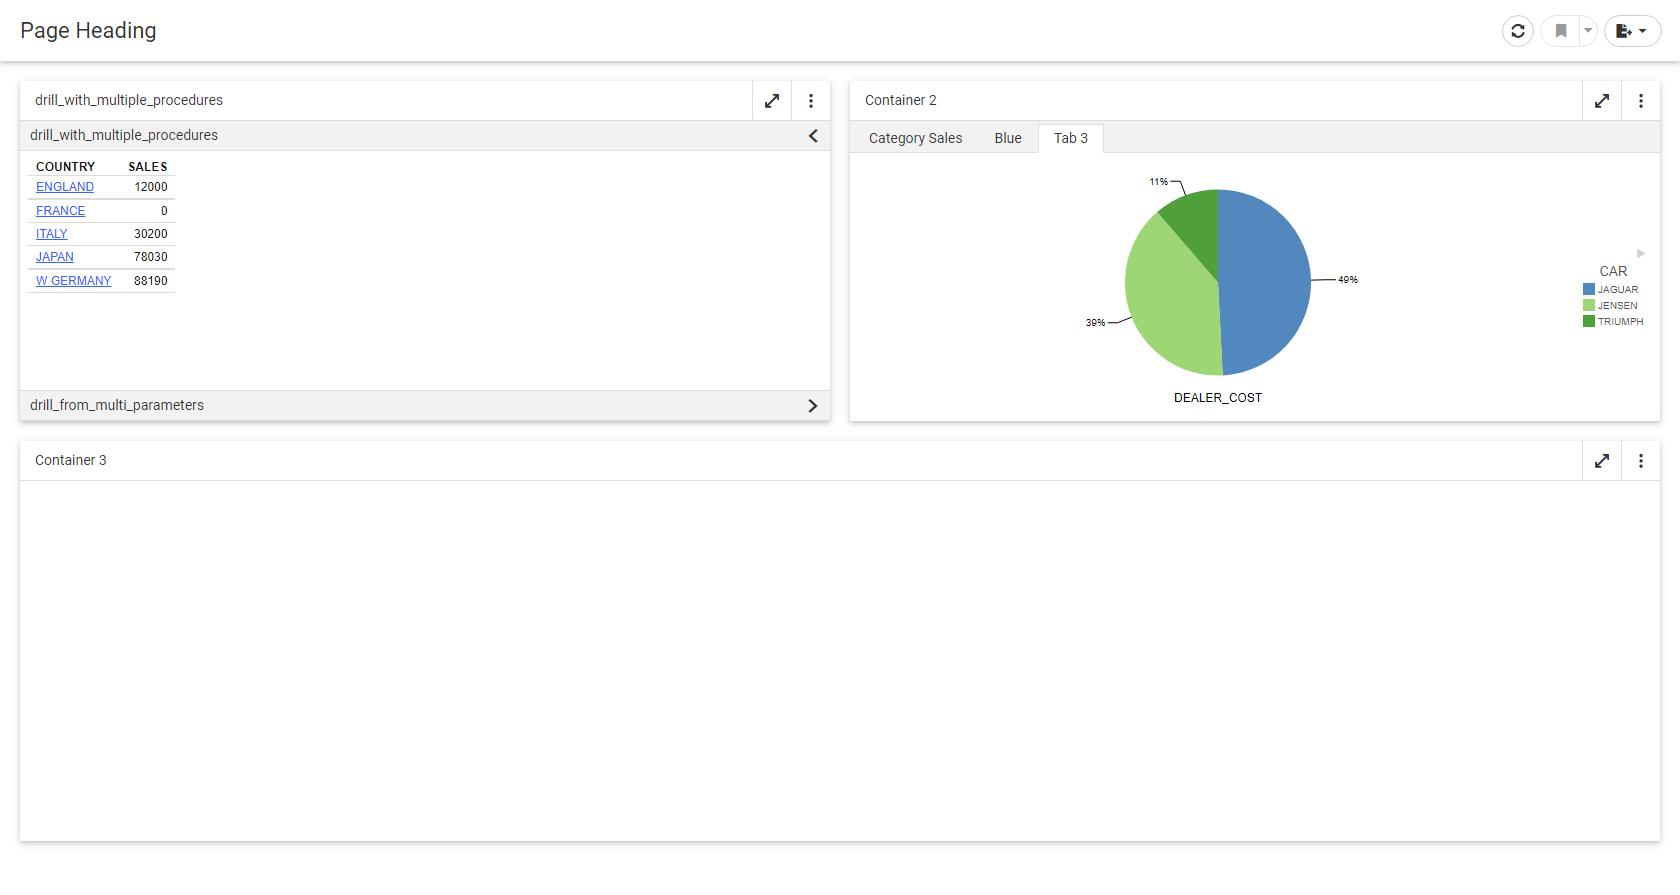 Page Heading
drill_with_multiple_procedures
drill_with_multiple_procedures
COUNTRY SALES
ENGLAND 12000
FRANCE 0
ITALY 30200
JAPAN 78030
W GERMANY 88190
drill_from_multi_parameters
Container 2
Category Sales Blue Tab 3
11%
49%
39%
DEALER_COST
CAR
JAGUAR
JENSEN
TRIUMPH
Container 3